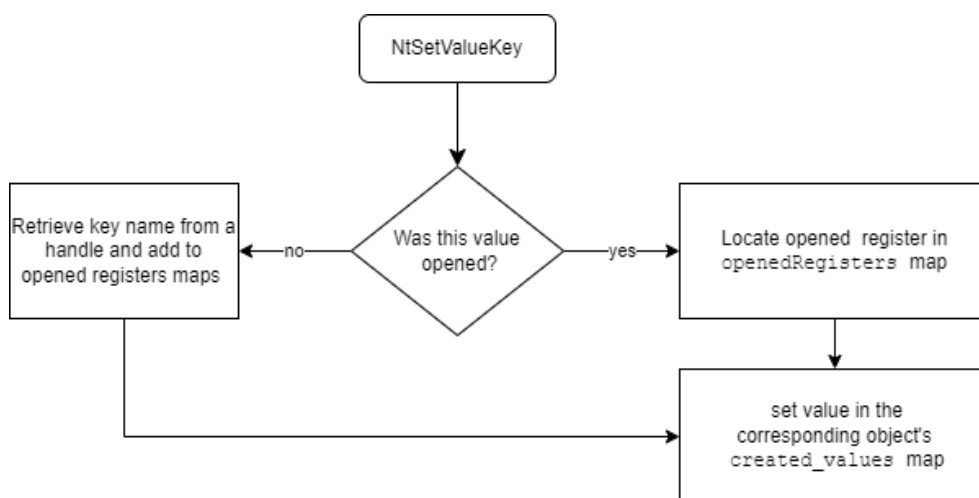 NtSetValueKey
Was this value
opened?
no
yes
Retrieve key name from a
handle and add to
opened registers maps
Locate opened register in
openedRegisters map
set value in the
corresponding object's
created_values map